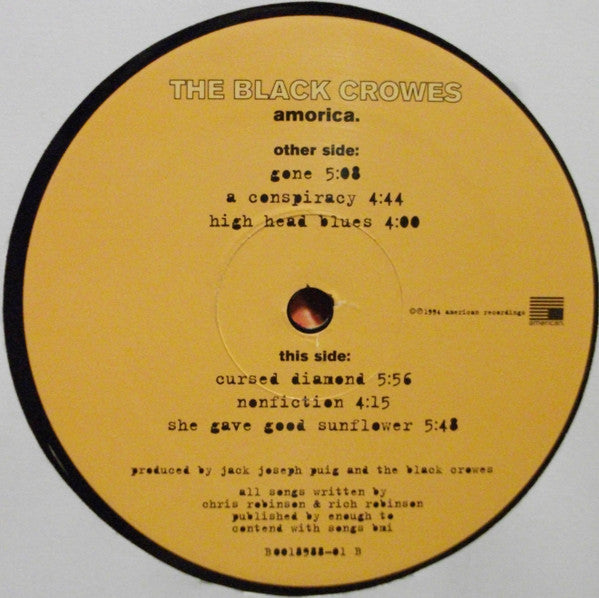 THE BLACK CROWES
amorica.
other side:
gone 5:08
a conspiracy 4:44
high head blues 4:00
©℗1994 american recordings
american
this side:
cursed diamond 5:56
nonfiction 4:15
she gave good sunflower 5:48
produced by jack joseph puig and the black crowes
all songs written by
chris robinson & rich robinson
published by enough to
contend with songs bmi
B0018988-01 B